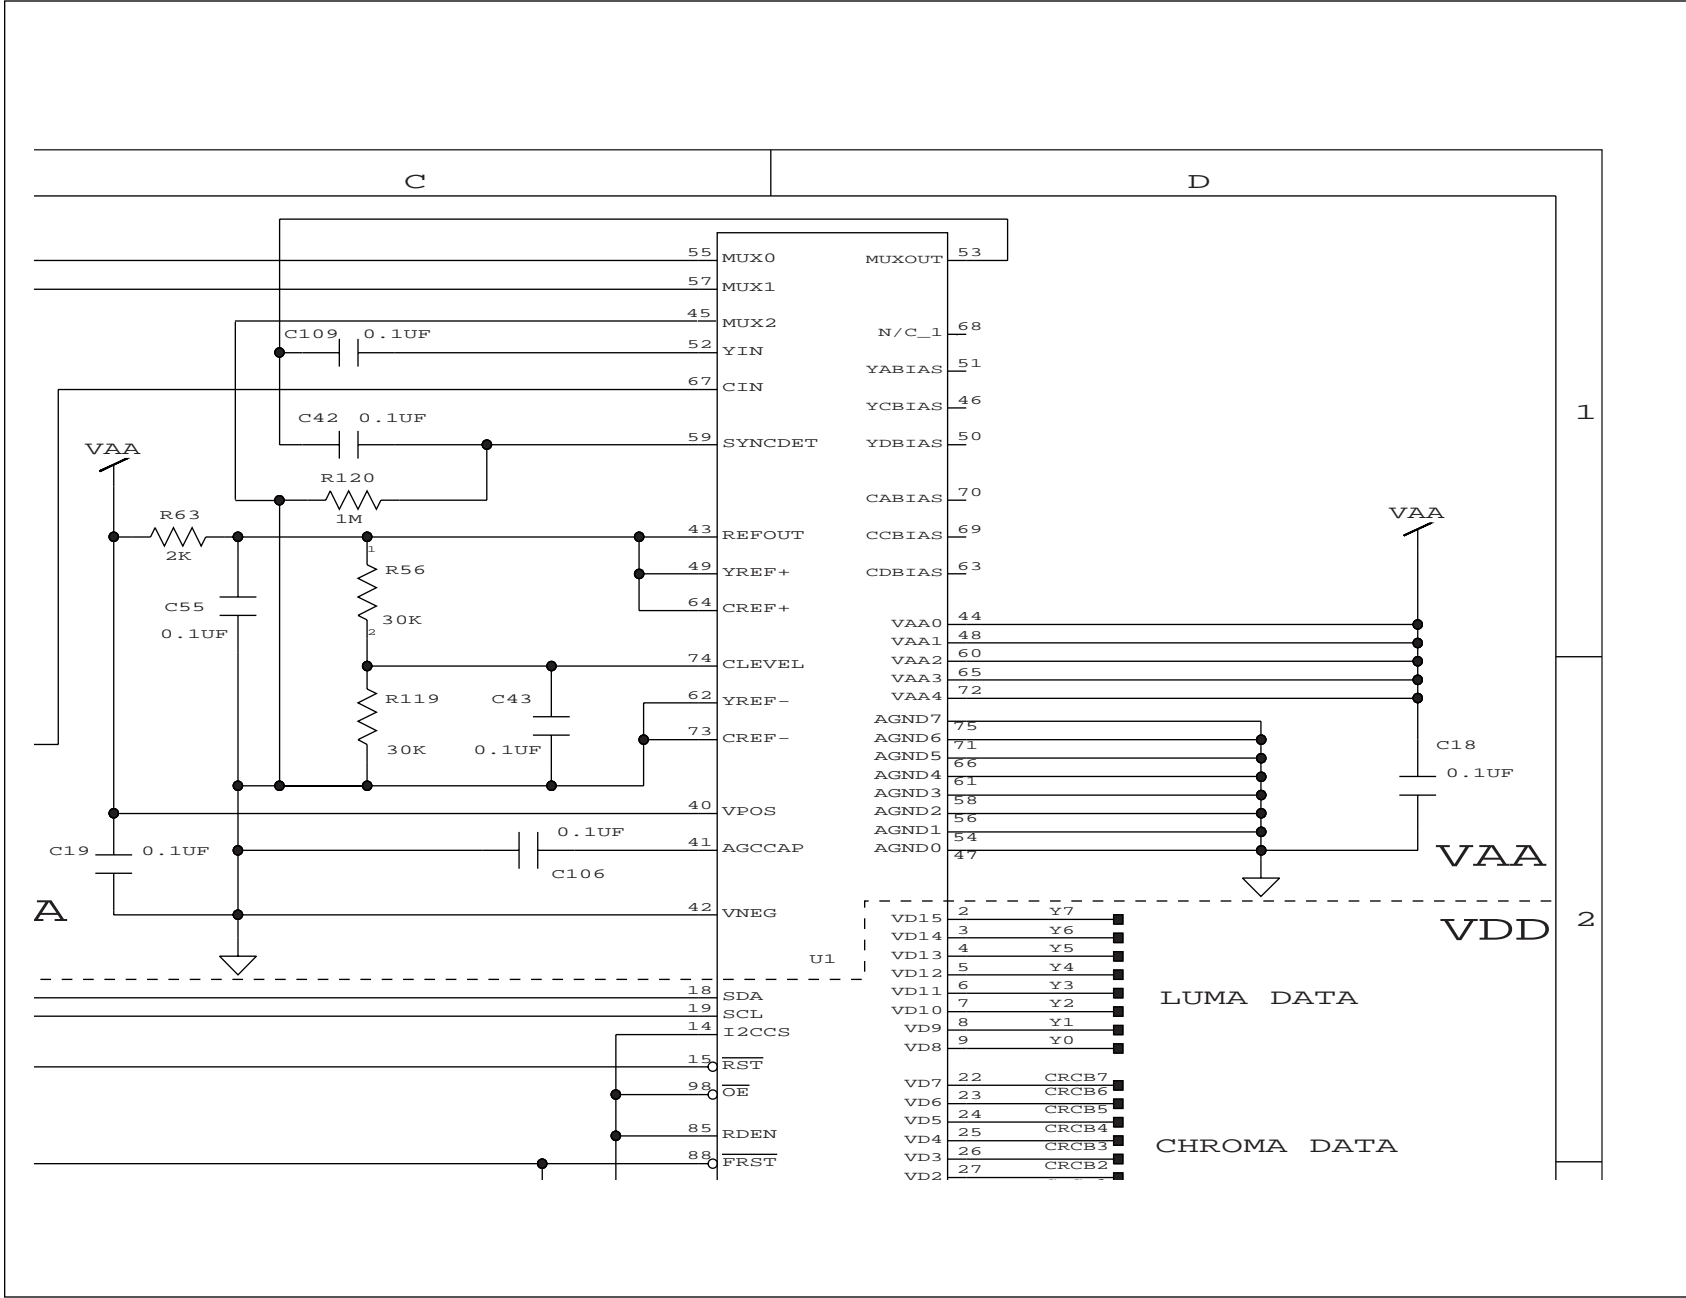 C D
55 MUX0 MUXOUT 53
57 MUX1
45 MUX2
C109 0.1UF
N/C_1 68
52 YIN
YABIAS 51
67 CIN
YCBIAS 46
1
C42 0.1UF
59 SYNCDET YDBIAS 50
VAA
R120
CABIAS 70
1M
R63
VAA
43 REFOUT CCBIAS 69
2K
1
R56
49 YREF+ CDBIAS 63
C55
64 CREF+
30K
VAA0 44
0.1UF
2
VAA1 48
VAA2 60
74 CLEVEL
VAA3 65
R119 C43
62 YREF-
VAA4 72
AGND7 75
73 CREF-
AGND6 71
30K 0.1UF
C18
AGND5 66
0.1UF
AGND4 61
AGND3 58
40 VPOS
AGND2 56
0.1UF
AGND1 54
C19 0.1UF
41 AGCCAP
AGND0 47
VAA
C106
A
42 VNEG
VD15 2 Y7
2
VDD
VD14 3 Y6
VD13 4 Y5
U1
VD12 5 Y4
18 SDA
VD11 6 Y3
LUMA DATA
19 SCL
VD10 7 Y2
14 I2CCS
VD9 8 Y1
VD8 9 Y0
15 RST
VD7 22 CRCB7
98 OE
VD6 23 CRCB6
VD5 24 CRCB5
85 RDEN
VD4 25 CRCB4
CHROMA DATA
VD3 26 CRCB3
88 FRST
VD2 27 CRCB2